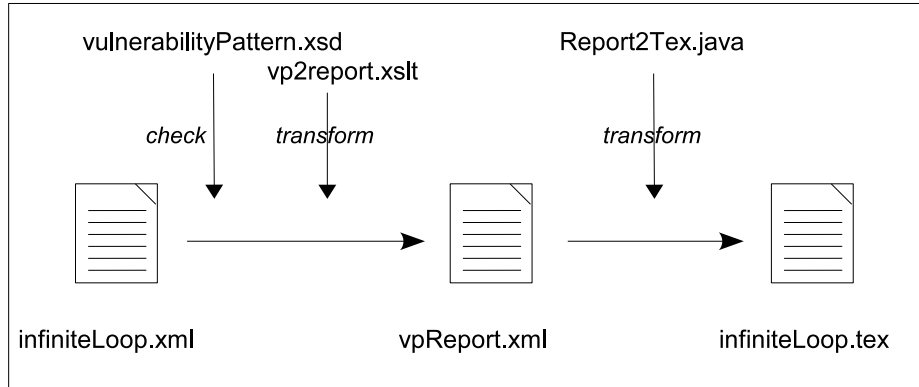 vulnerabilityPattern.xsd
vp2report.xslt
Report2Tex.java
check
transform
transform
infiniteLoop.xml
vpReport.xml
infiniteLoop.tex